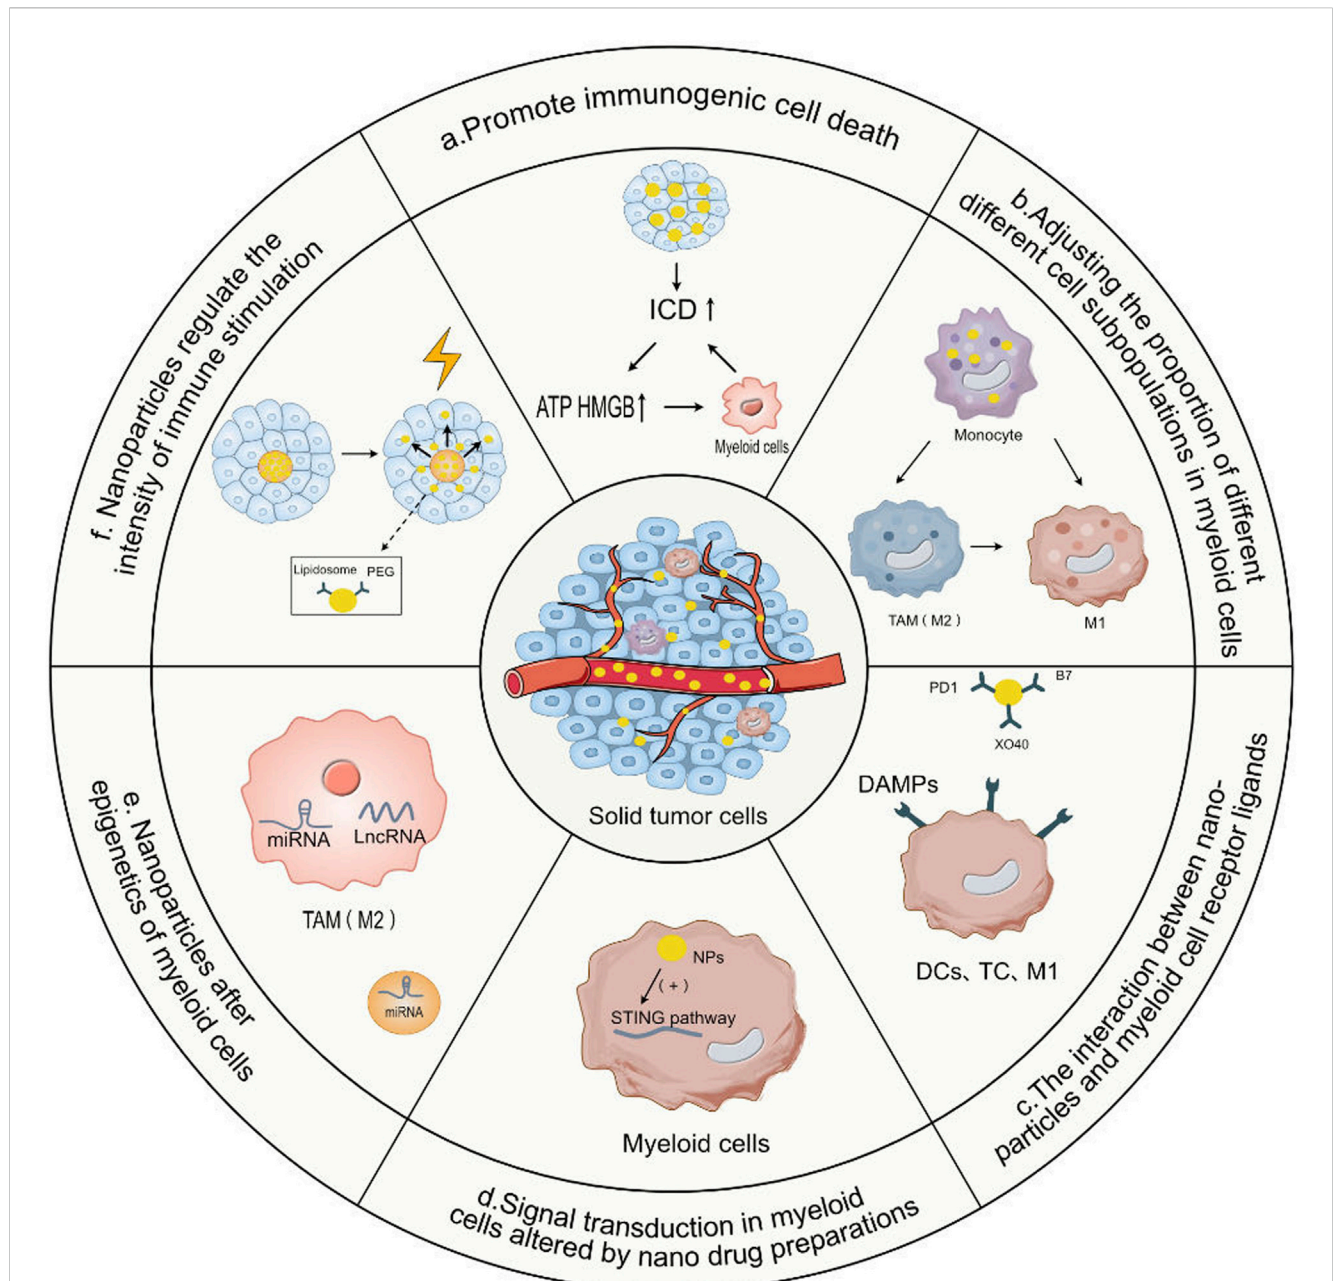 a.Promote immunogenic cell death
ICD
ATP HMGB
Myeloid cells
b.Adjusting the proportion of different
different cell subpopulations in myeloid cells
Monocyte
TAM ( M2 )
M1
c.The interaction between nano-
particles and myeloid cell receptor ligands
PD1
B7
XO40
DAMPs
DCs、TC、M1
d.Signal transduction in myeloid
cells altered by nano drug preparations
NPs
( + )
STING pathway
Myeloid cells
e. Nanoparticles after
epigenetics of myeloid cells
miRNA
LncRNA
TAM ( M2 )
miRNA
f. Nanoparticles regulate the
intensity of immune stimulation
Lipidosome
PEG
Solid tumor cells